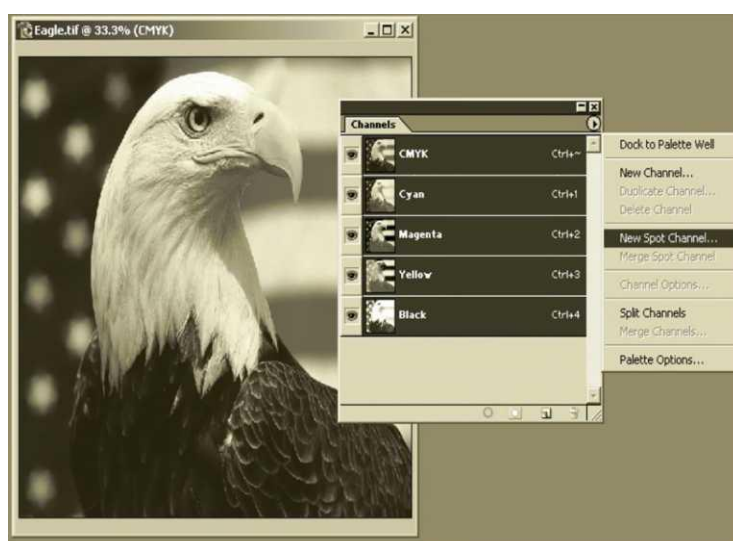 Eagle.tif @ 33.3% (CMYK)
Channels
CMYK Ctrl+~
Cyan Ctrl+1
Magenta Ctrl+2
Yellow Ctrl+3
Black Ctrl+4
Dock to Palette Well
New Channel...
Duplicate Channel...
Delete Channel
New Spot Channel...
Merge Spot Channel
Channel Options...
Split Channels
Merge Channels...
Palette Options...